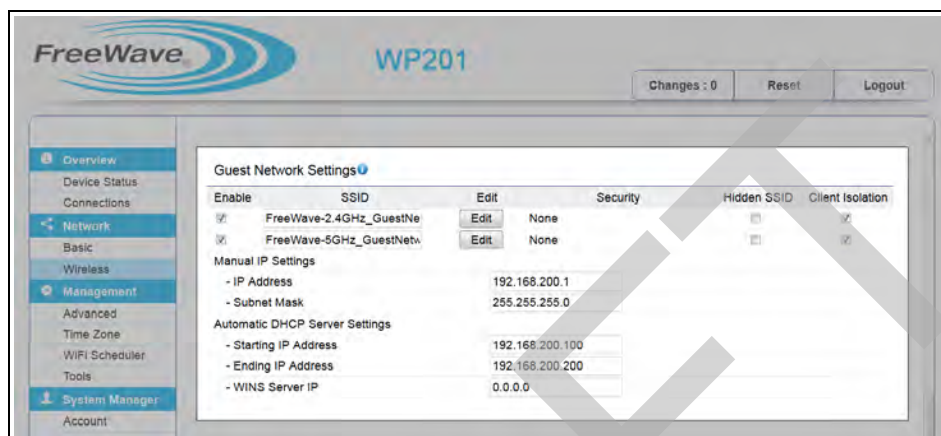 FreeWave
WP201
Changes : 0
Reset
Logout
Overview
Device Status
Connections
Network
Basic
Wireless
Management
Advanced
Time Zone
WiFi Scheduler
Tools
System Manager
Account
Guest Network Settings
Enable SSID Edit Security Hidden SSID Client Isolation
FreeWave-2.4GHz_GuestNe Edit None
FreeWave-5GHz_GuestNetw Edit None
Manual IP Settings
- IP Address 192.168.200.1
- Subnet Mask 255.255.255.0
Automatic DHCP Server Settings
- Starting IP Address 192.168.200.100
- Ending IP Address 192.168.200.200
- WINS Server IP 0.0.0.0